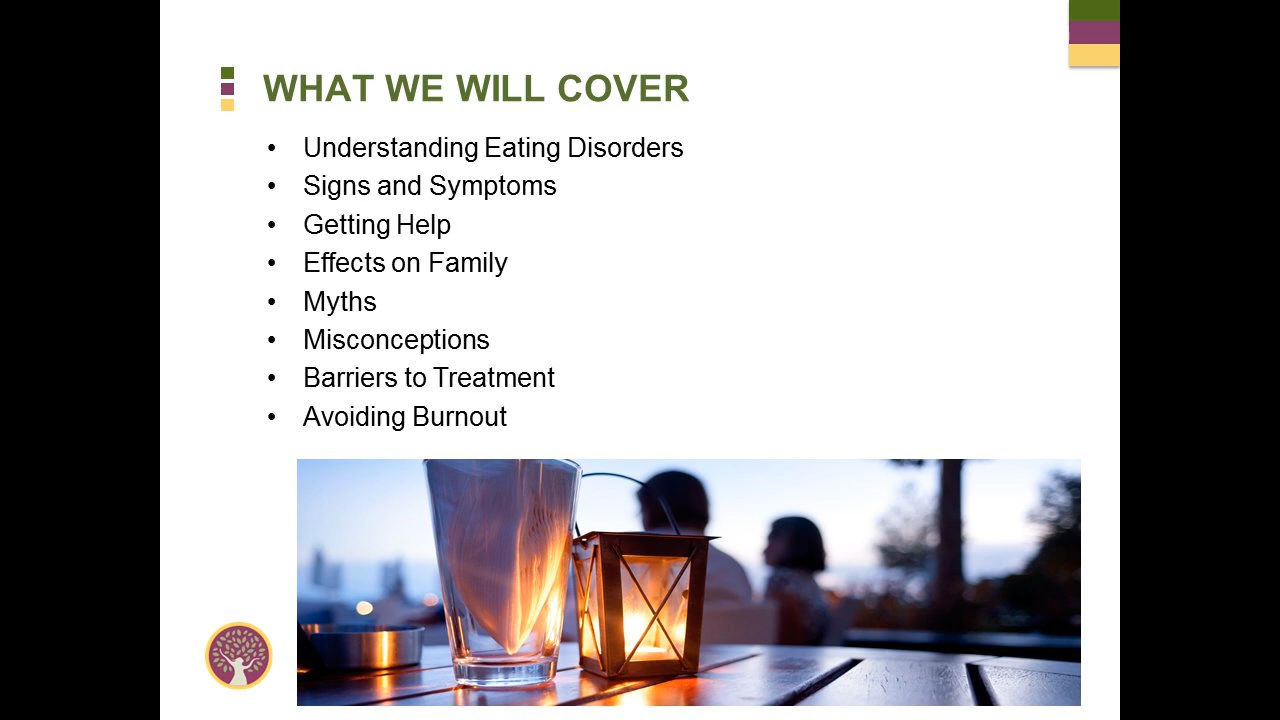 WHAT WE WILL COVER
• Understanding Eating Disorders
• Signs and Symptoms
• Getting Help
• Effects on Family
• Myths
• Misconceptions
• Barriers to Treatment
• Avoiding Burnout